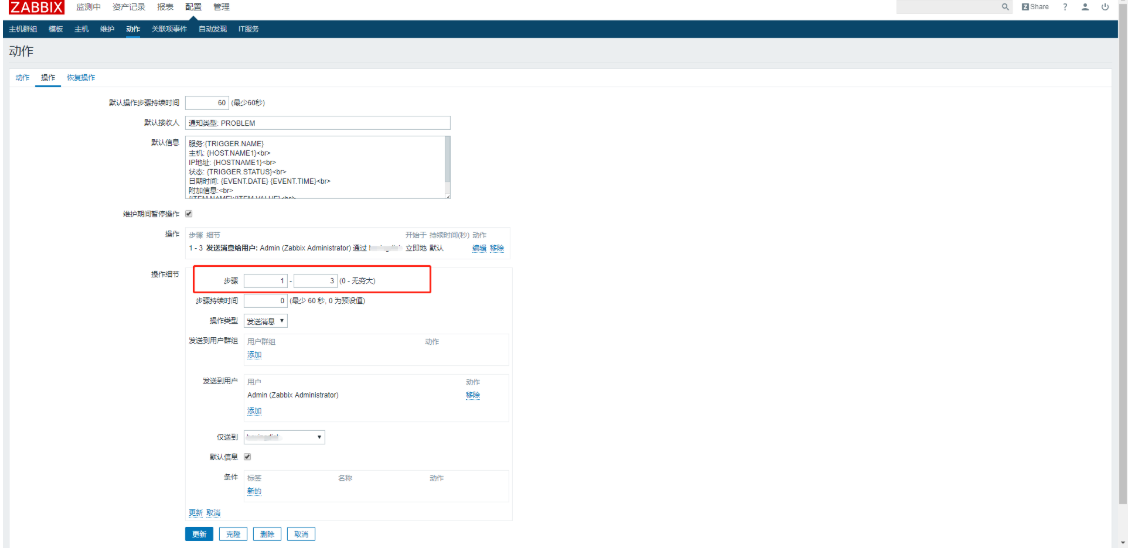 ZABBIX 监测中 资产记录 报表 配置 管理 Share ?
主机群组 模板 主机 维护 动作 关联项事件 自动发现 IT服务
动作
动作 操作 恢复操作
默认操作步骤持续时间 60 (最少60秒)
默认接收人 通知类型: PROBLEM
默认信息 服务:{TRIGGER.NAME}
主机: {HOST.NAME1}<br>
IP地址: {HOSTNAME1}<br>
状态: {TRIGGER.STATUS}<br>
日期时间: {EVENT.DATE} {EVENT.TIME}<br>
附加信息:<br>
维护期间暂停操作
操作 步骤 细节 开始于 持续时间(秒) 动作
1 - 3 发送消息给用户: Admin (Zabbix Administrator) 通过 立即地 默认 编辑 移除
操作细节
步骤 1 - 3 (0 - 无穷大)
步骤持续时间 0 (最少 60 秒, 0 为预设值)
操作类型 发送消息
发送到用户群组 用户群组 动作
添加
发送到用户 用户 动作
Admin (Zabbix Administrator) 移除
添加
仅送到
默认信息
条件 标签 名称 动作
新的
更新 取消
更新 克隆 删除 取消